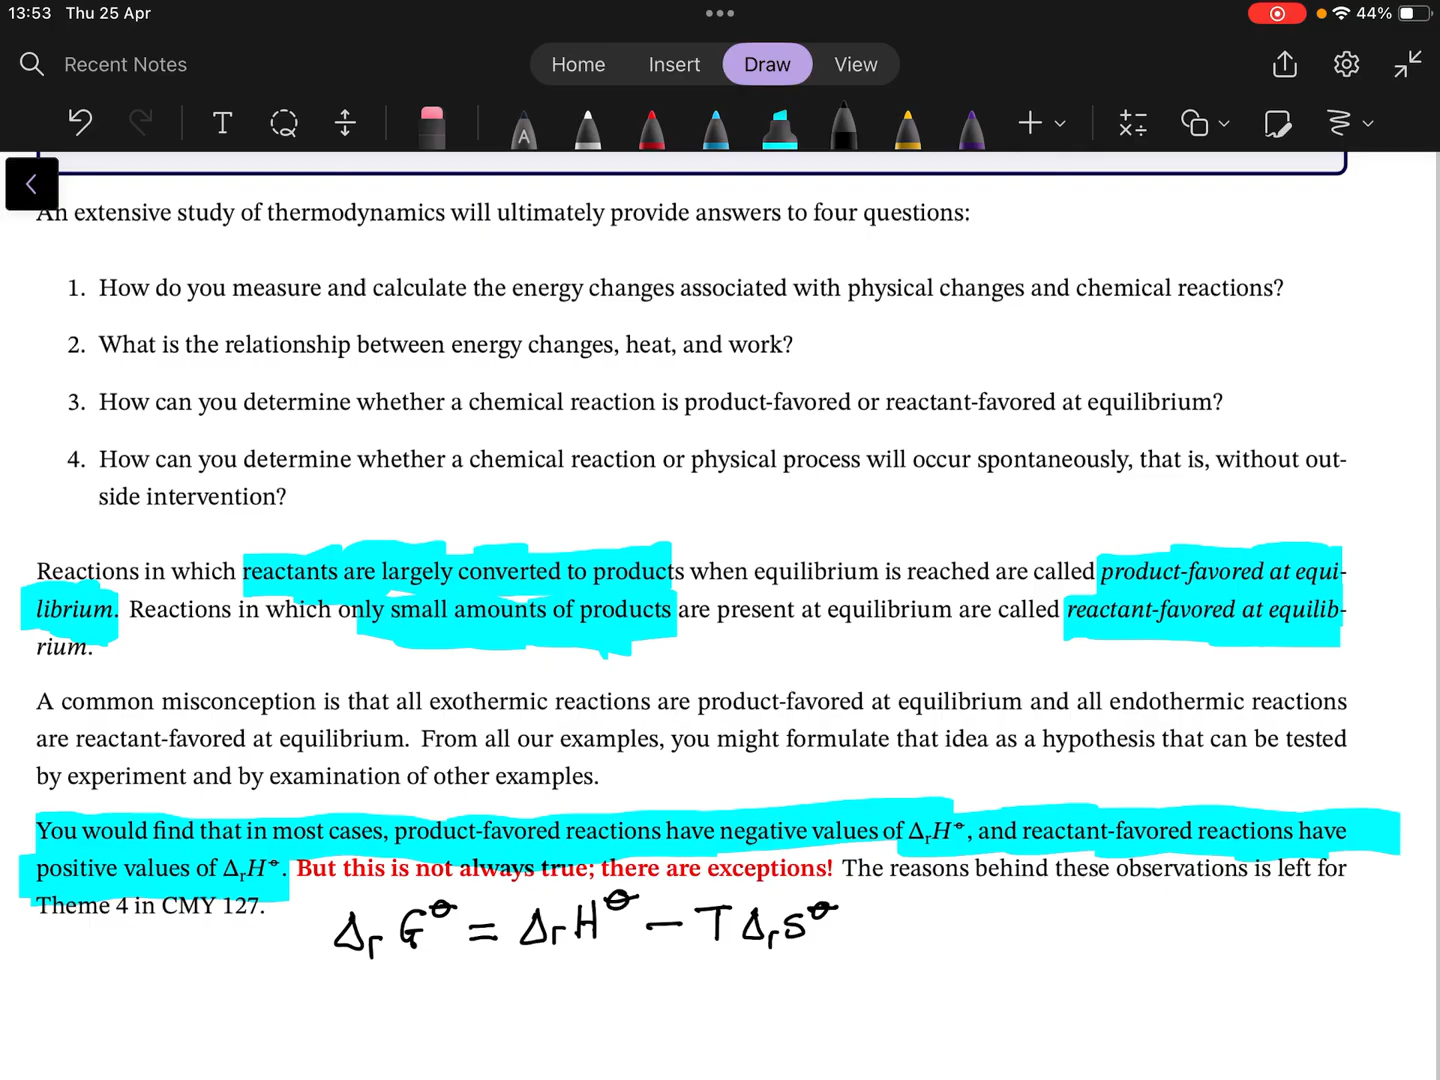 13:53 Thu 25 Apr
44%
Recent Notes
Home Insert Draw View
T
A
An extensive study of thermodynamics will ultimately provide answers to four questions:
1. How do you measure and calculate the energy changes associated with physical changes and chemical reactions?
2. What is the relationship between energy changes, heat, and work?
3. How can you determine whether a chemical reaction is product-favored or reactant-favored at equilibrium?
4. How can you determine whether a chemical reaction or physical process will occur spontaneously, that is, without out-
side intervention?
Reactions in which reactants are largely converted to products when equilibrium is reached are called product-favored at equi-
librium. Reactions in which only small amounts of products are present at equilibrium are called reactant-favored at equilib-
rium.
A common misconception is that all exothermic reactions are product-favored at equilibrium and all endothermic reactions
are reactant-favored at equilibrium. From all our examples, you might formulate that idea as a hypothesis that can be tested
by experiment and by examination of other examples.
You would find that in most cases, product-favored reactions have negative values of ΔᵣH⦵, and reactant-favored reactions have
positive values of ΔᵣH⦵. But this is not always true; there are exceptions! The reasons behind these observations is left for
Theme 4 in CMY 127.
ΔᵣG⦵ = ΔᵣH⦵ − TΔᵣS⦵